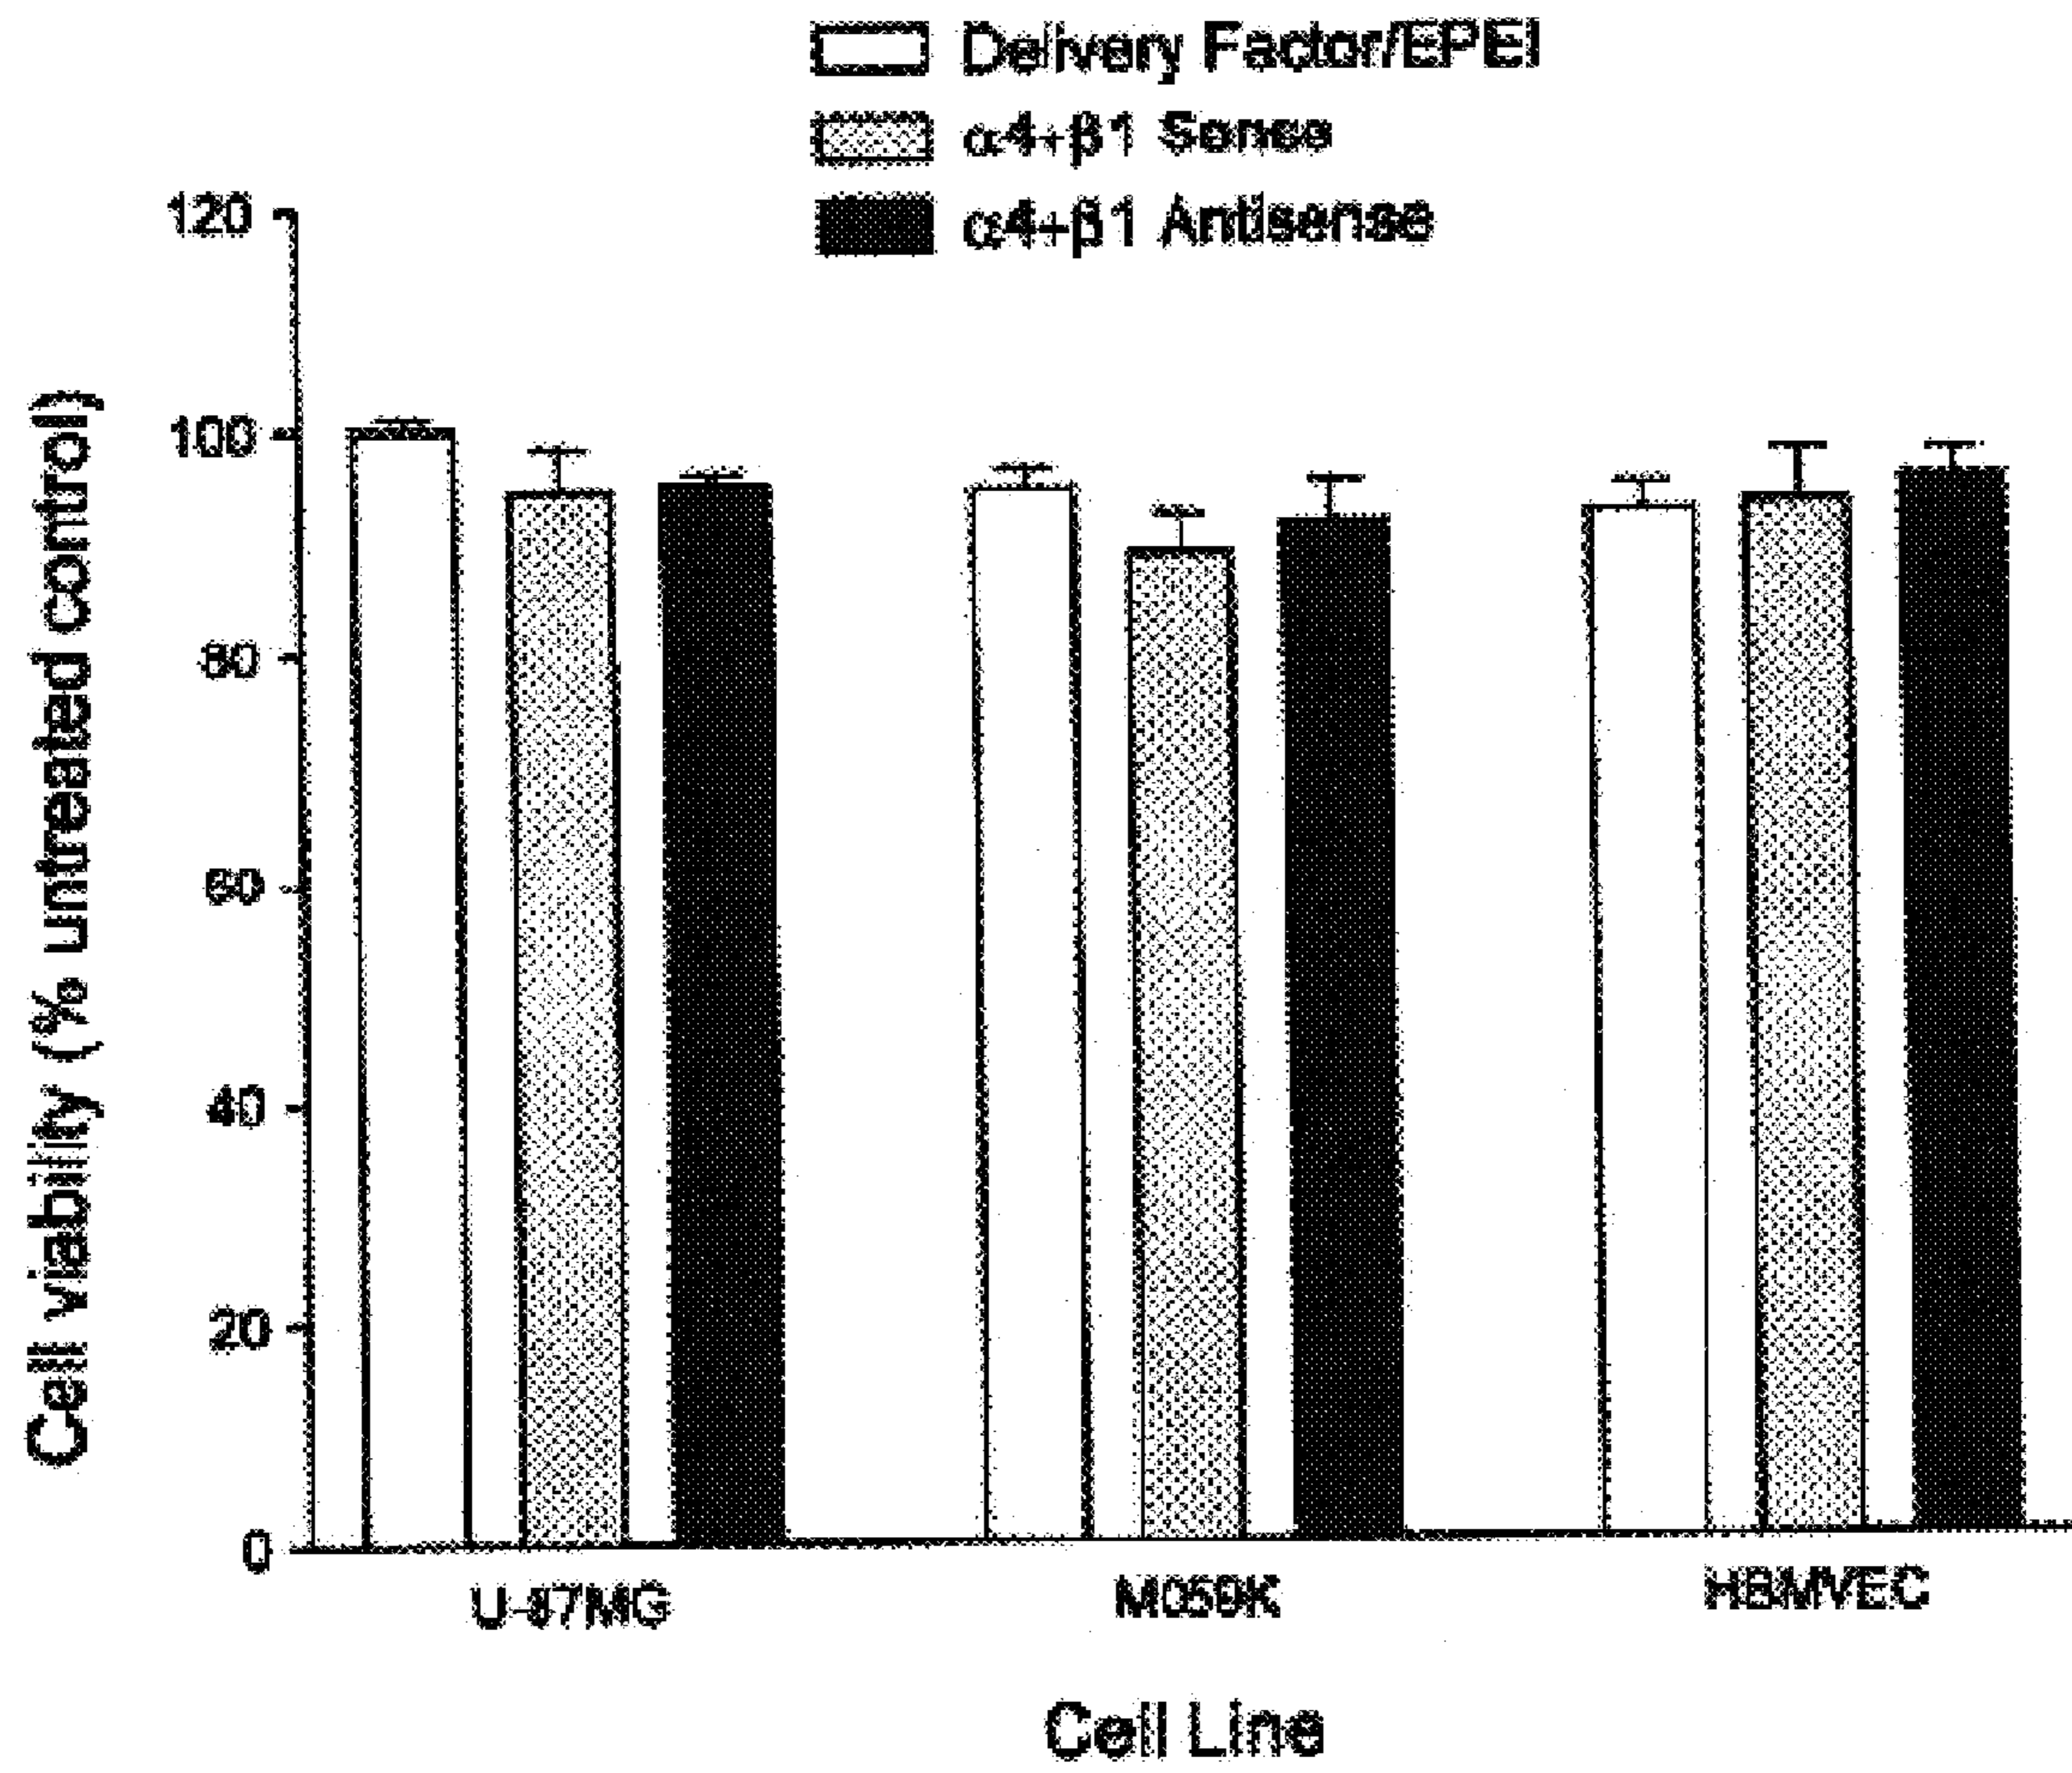 Delivery Factor/EPEI
α4+β1 Sense
α4+β1 Antisense
120
100
80
60
40
20
0
Cell viability (% untreated control)
U-87MG
M059K
HBMVEC
Cell Line